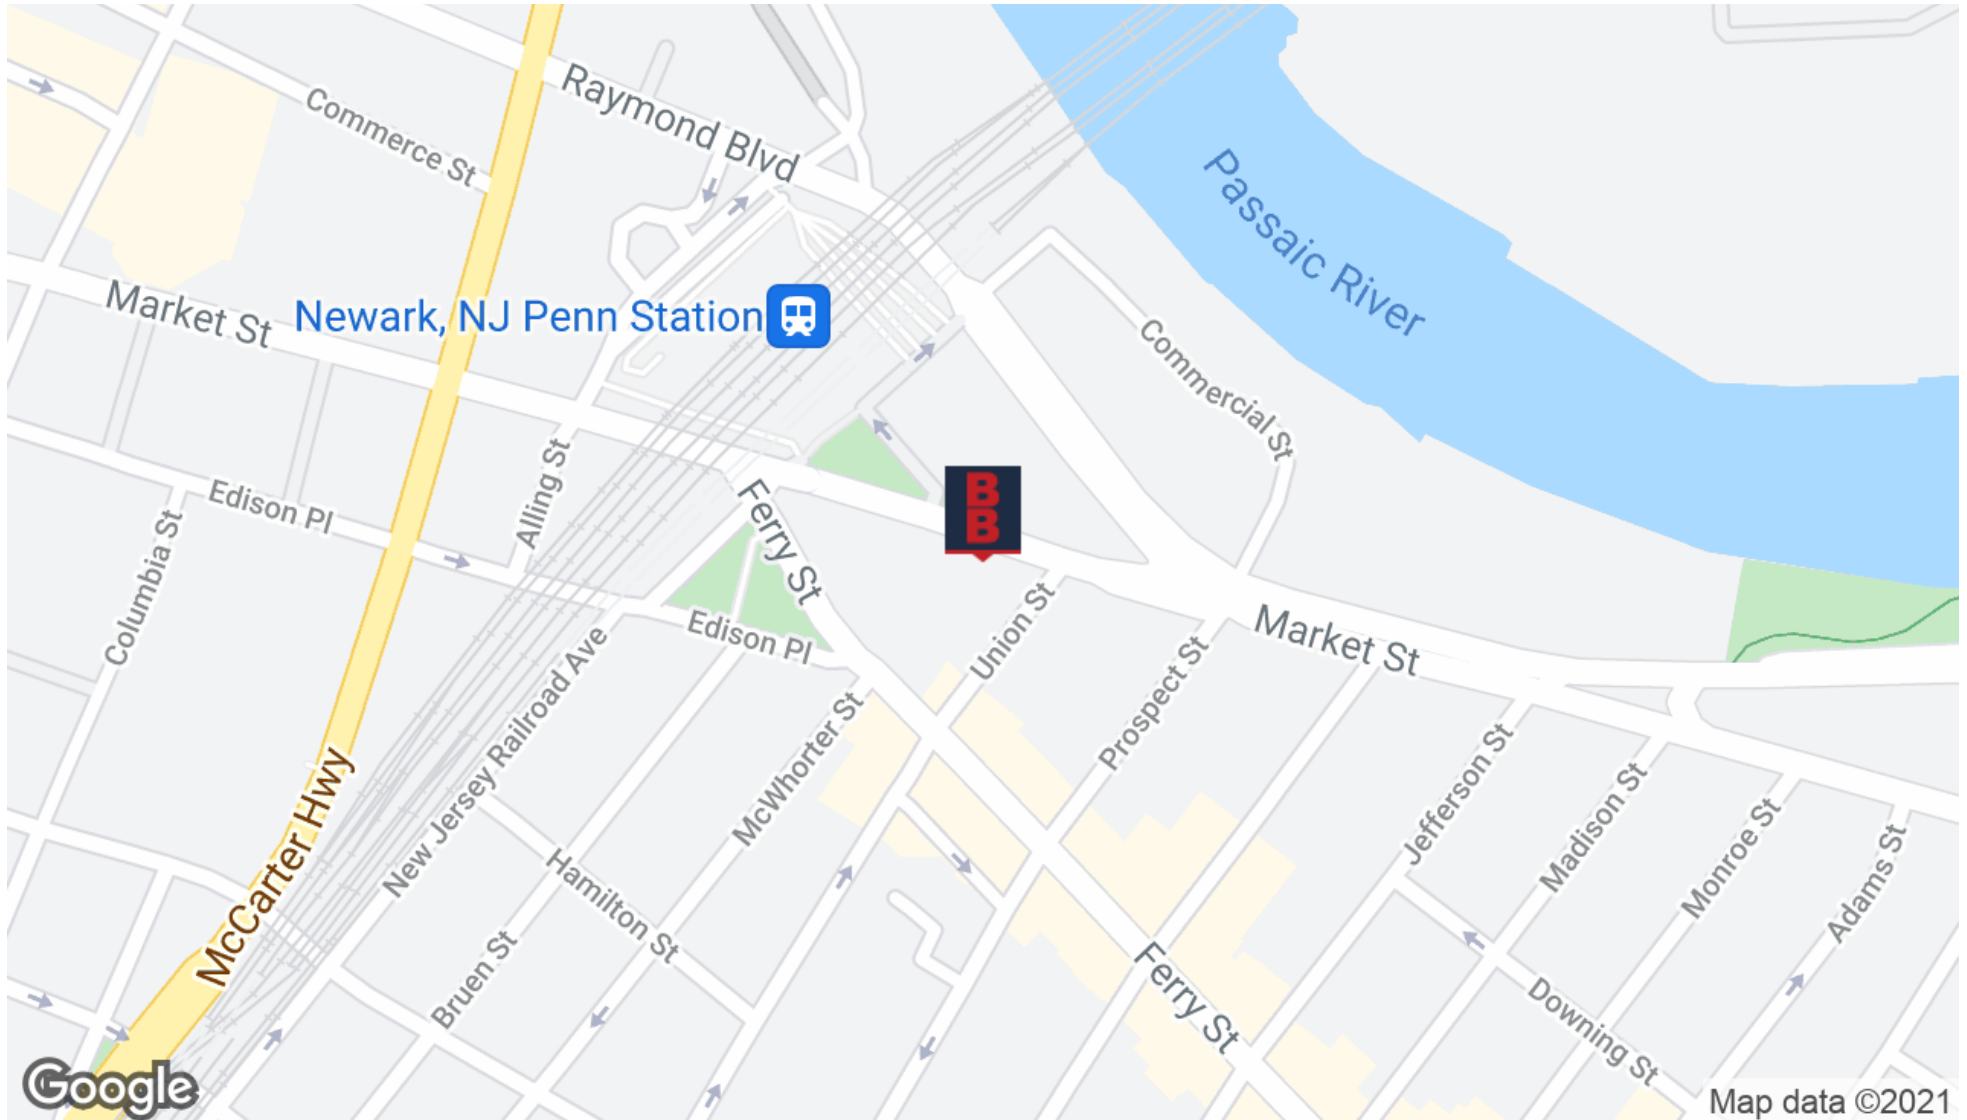 Commerce St
Raymond Blvd
Passaic River
Market St
Newark, NJ Penn Station
Commercial St
Edison Pl
Alling St
Columbia St
Ferry St
B
B
Union St
Edison Pl
Market St
Prospect St
New Jersey Railroad Ave
McWhorter St
McCarter Hwy
Jefferson St
Madison St
Monroe St
Adams St
Hamilton St
Bruen St
Ferry St
Downing St
Google
Map data ©2021